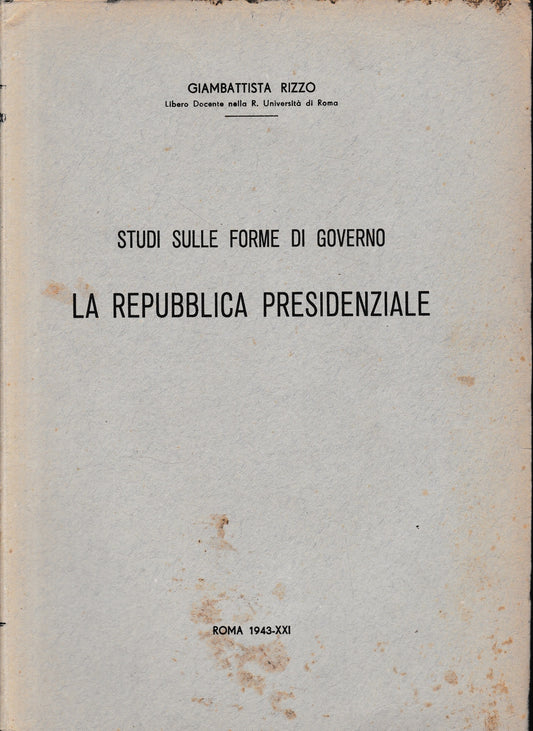 GIAMBATTISTA RIZZO
Libero Docente nella R. Università di Roma
STUDI SULLE FORME DI GOVERNO
LA REPUBBLICA PRESIDENZIALE
ROMA 1943-XXI